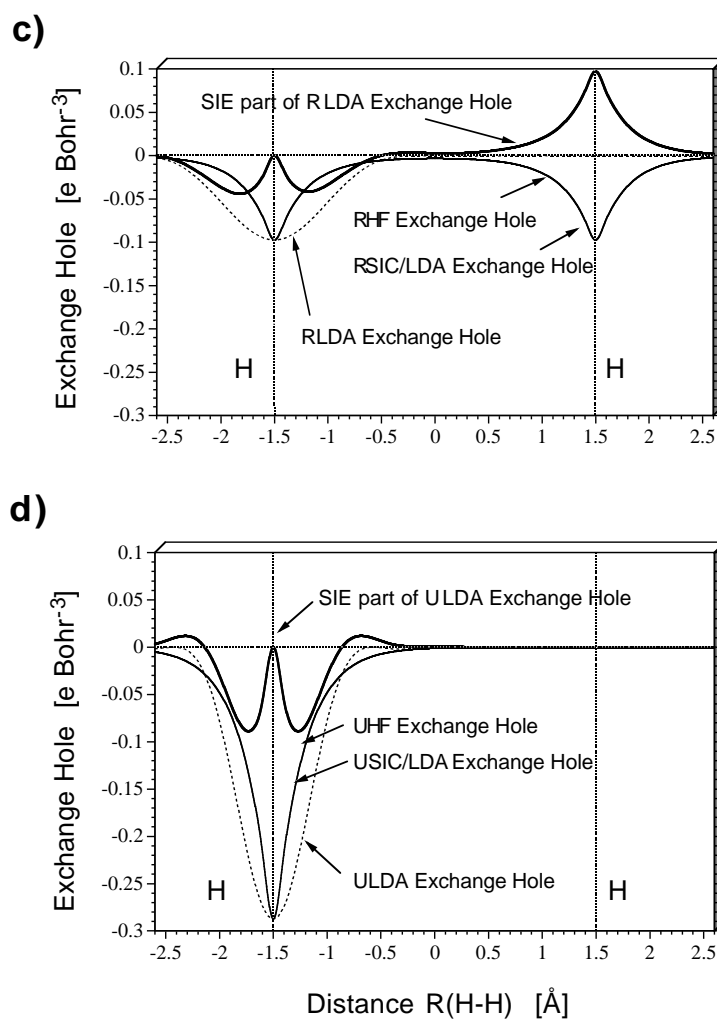 c)
0.1
SIE part of RLDA Exchange Hole
0.05
0
-0.05
RHF Exchange Hole
-0.1
RSIC/LDA Exchange Hole
-0.15
RLDA Exchange Hole
-0.2
-0.25
H
H
-0.3
Exchange Hole [e Bohr-3]
-2.5 -2 -1.5 -1 -0.5 0 0.5 1 1.5 2 2.5
d)
0.1
0.05
SIE part of ULDA Exchange Hole
0
-0.05
UHF Exchange Hole
-0.1
USIC/LDA Exchange Hole
-0.15
-0.2
-0.25
ULDA Exchange Hole
H
H
-0.3
Exchange Hole [e Bohr-3]
-2.5 -2 -1.5 -1 -0.5 0 0.5 1 1.5 2 2.5
Distance R(H-H) [Å]